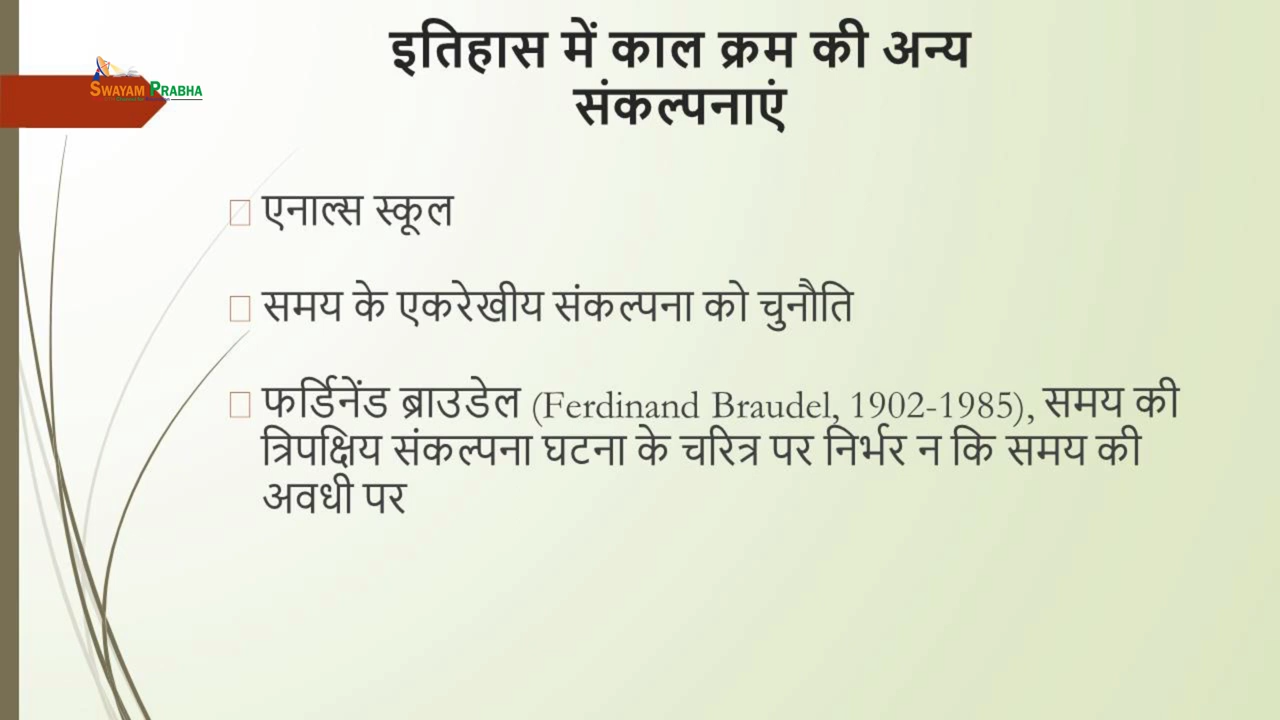 इतिहास में काल क्रम की अन्य
संकल्पनाएं
SWAYAM PRABHA
एनाल्स स्कूल
समय के एकरेखीय संकल्पना को चुनौति
फर्डिनेंड ब्राउडेल (Ferdinand Braudel, 1902-1985), समय की
त्रिपक्षिय संकल्पना घटना के चरित्र पर निर्भर न कि समय की
अवधी पर